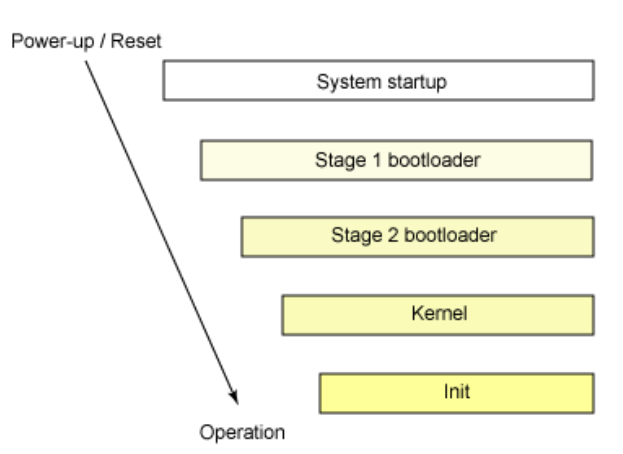 Power-up / Reset
System startup
Stage 1 bootloader
Stage 2 bootloader
Kernel
Init
Operation